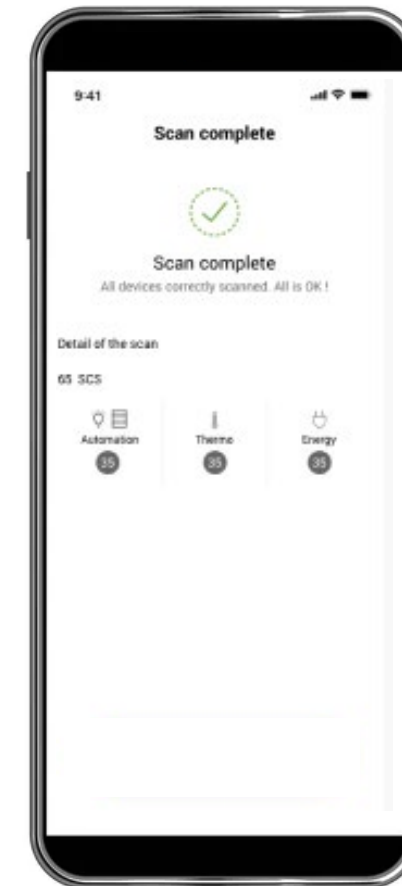 9:41
Scan complete
Scan complete
All devices correctly scanned. All is OK !
Detail of the scan
65 SCS
Automation
Thermo
Energy
35
35
35